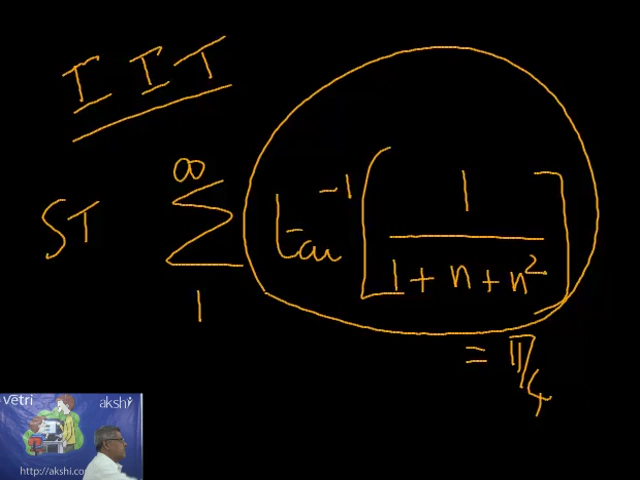 IIT
ST ∞ Σ 1 tan⁻¹ [ 1 / 1 + n + n² ]
= π/4
vetri akshi
http://akshi.co